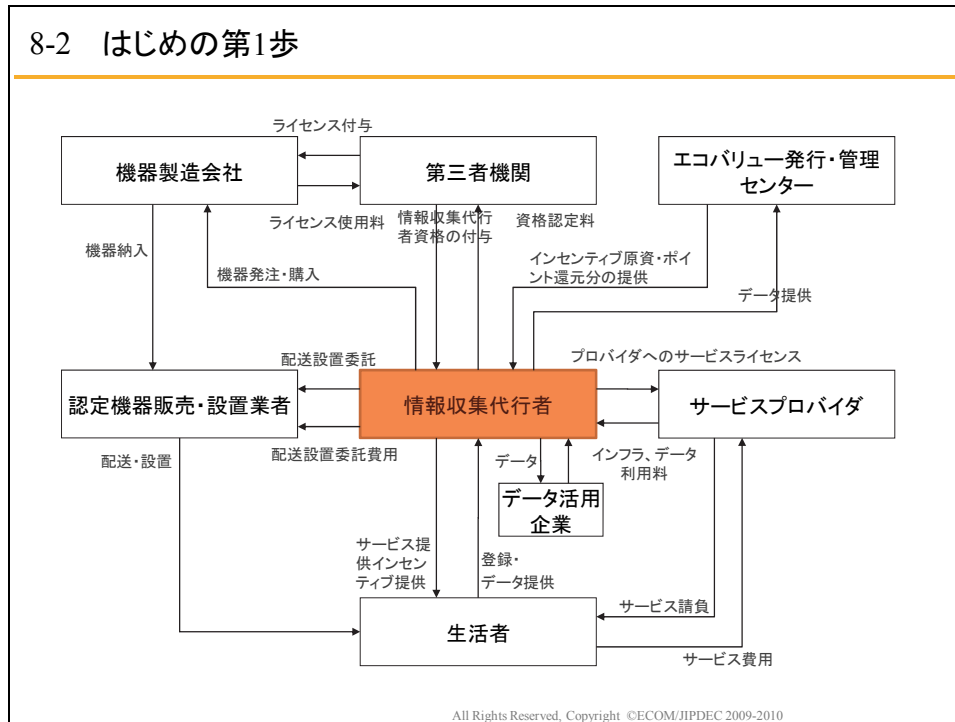 8-2 はじめの第1歩
ライセンス付与
機器製造会社
第三者機関
エコバリュー発行・管理
センター
ライセンス使用料
情報収集代行
者資格の付与
資格認定料
機器納入
機器発注・購入
インセンティブ原資・ポイ
ント還元分の提供
データ提供
配送設置委託
プロバイダへのサービスライセンス
認定機器販売・設置業者
情報収集代行者
サービスプロバイダ
配送・設置
配送設置委託費用
データ
インフラ、データ
利用料
データ活用
企業
サービス提
供インセン
ティブ提供
登録・
データ提供
サービス請負
生活者
サービス費用
All Rights Reserved, Copyright ©ECOM/JIPDEC 2009-2010